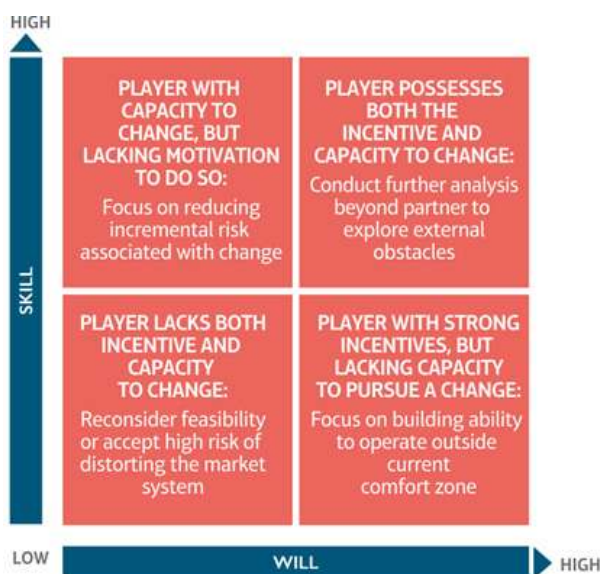 HIGH
PLAYER WITH
CAPACITY TO
CHANGE, BUT
LACKING MOTIVATION
TO DO SO:
Focus on reducing
incremental risk
associated with change
PLAYER POSSESSES
BOTH THE
INCENTIVE AND
CAPACITY TO CHANGE:
Conduct further analysis
beyond partner to
explore external
obstacles
SKILL
PLAYER LACKS BOTH
INCENTIVE AND
CAPACITY
TO CHANGE:
Reconsider feasibility
or accept high risk of
distorting the market
system
PLAYER WITH STRONG
INCENTIVES, BUT
LACKING CAPACITY
TO PURSUE A CHANGE:
Focus on building ability
to operate outside
current
comfort zone
LOW
WILL
HIGH